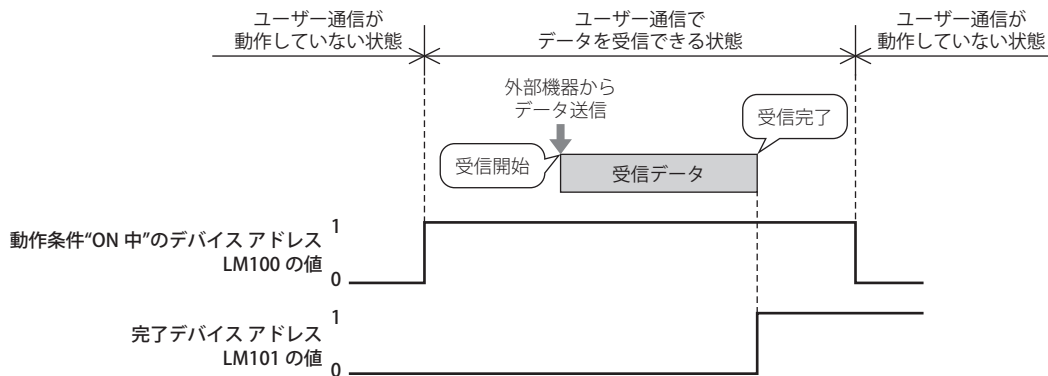 ユーザー通信が
動作していない状態
ユーザー通信で
データを受信できる状態
ユーザー通信が
動作していない状態
外部機器から
データ送信
受信開始
受信データ
受信完了
動作条件“ON 中”のデバイス アドレス
LM100 の値
1
0
完了デバイス アドレス
LM101 の値
1
0